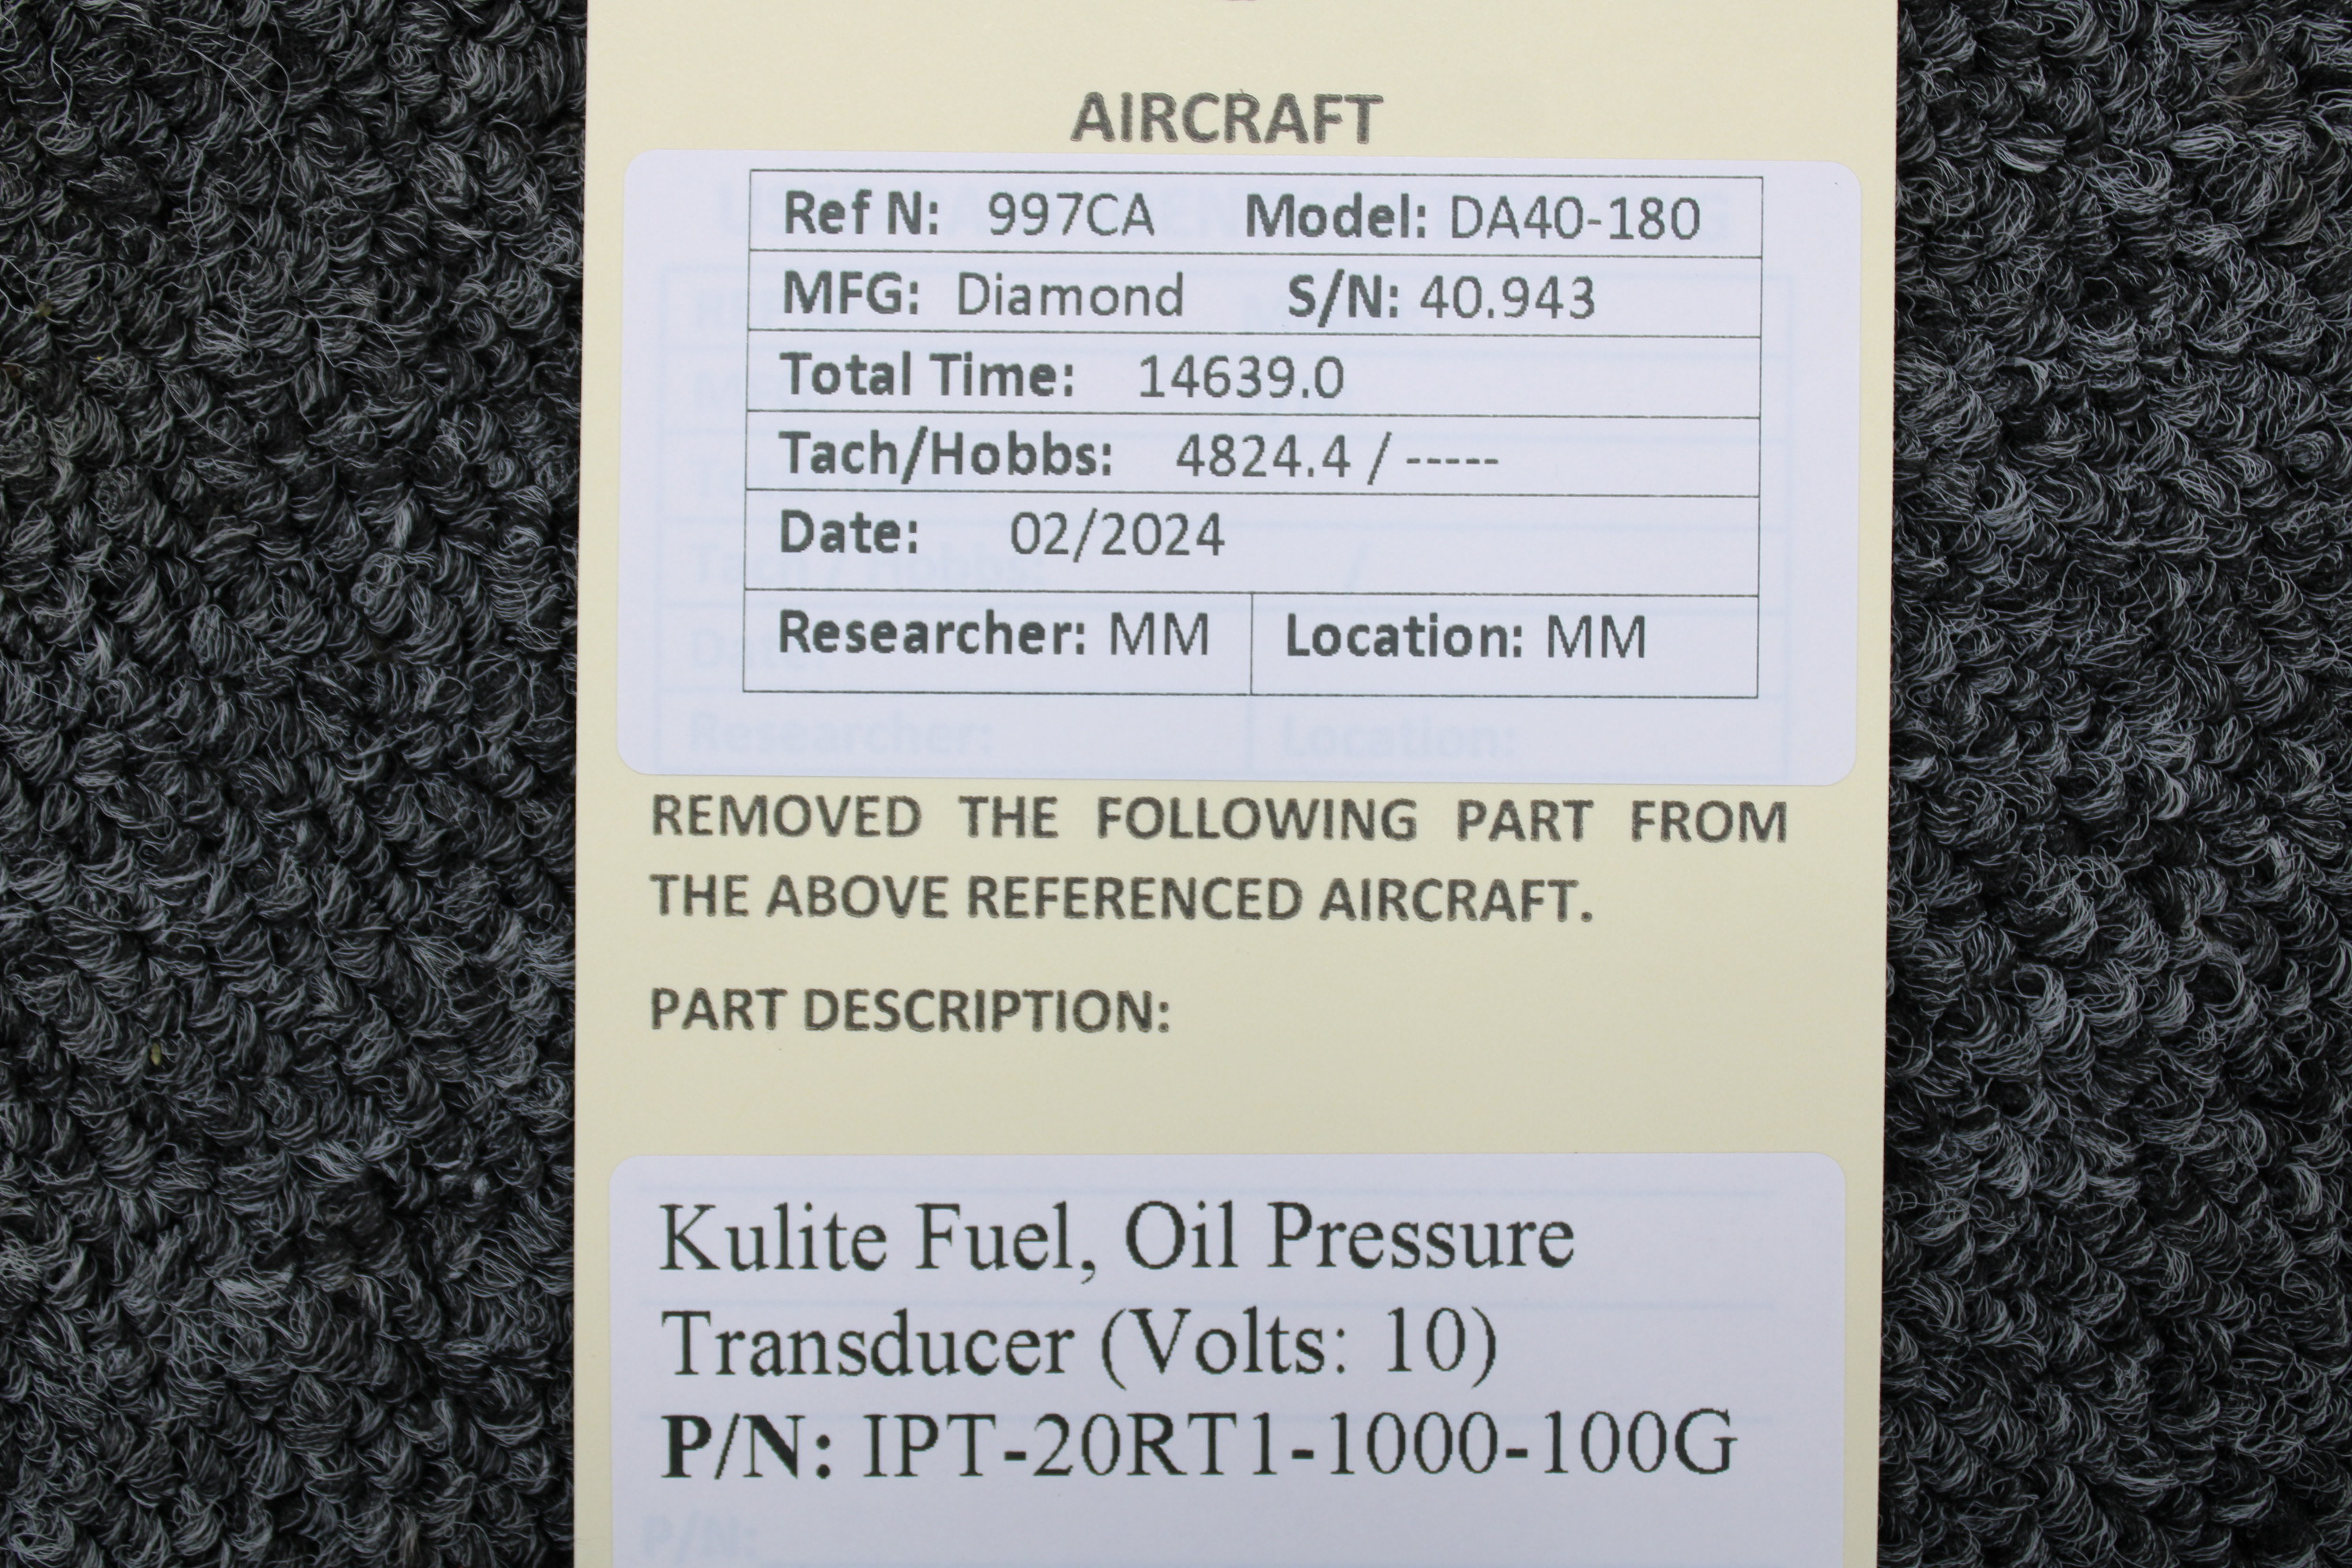 AIRCRAFT
Ref N: 997CA Model: DA40-180
MFG: Diamond S/N: 40.943
Total Time: 14639.0
Tach/Hobbs: 4824.4 / -----
Date: 02/2024
Researcher: MM Location: MM
Researcher: Location:
REMOVED THE FOLLOWING PART FROM
THE ABOVE REFERENCED AIRCRAFT.
PART DESCRIPTION:
Kulite Fuel, Oil Pressure
Transducer (Volts: 10)
P/N: IPT-20RT1-1000-100G
P/N: